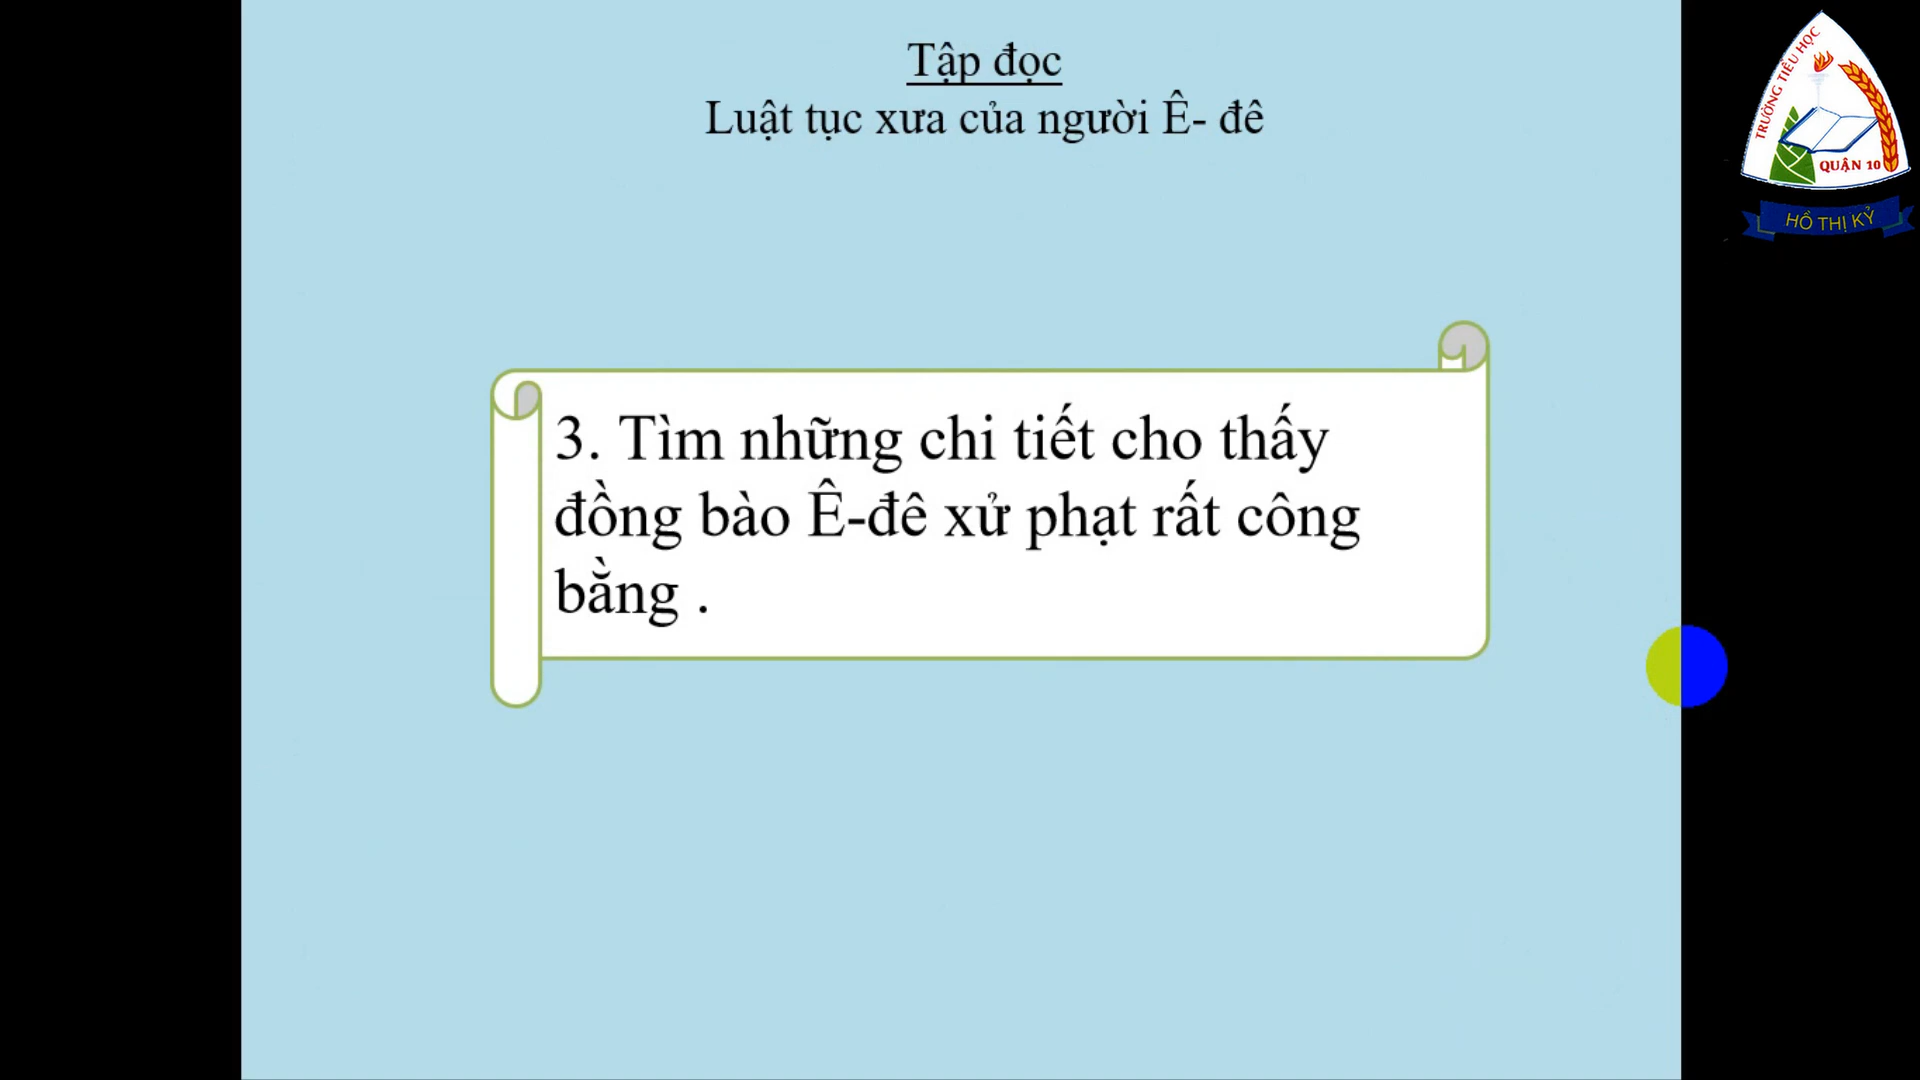 Tập đọc
Luật tục xưa của người Ê- đê
TRƯỜNG TIỂU HỌC
QUẬN 10
HỒ THỊ KỶ
3. Tìm những chi tiết cho thấy
đồng bào Ê-đê xử phạt rất công
bằng .